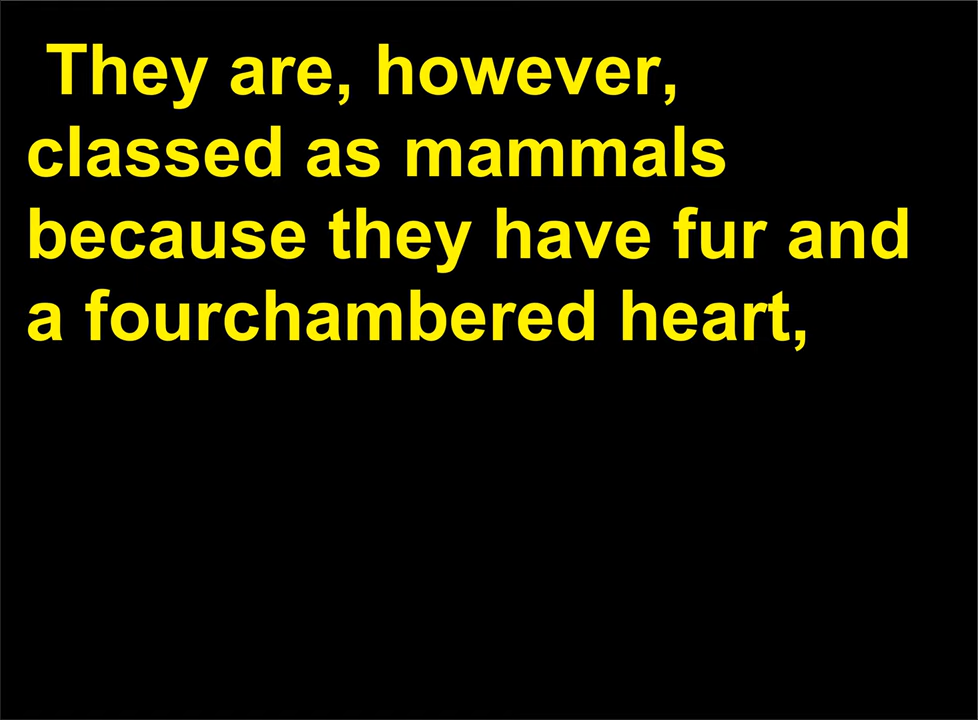 They are, however,
classed as mammals
because they have fur and
a fourchambered heart,